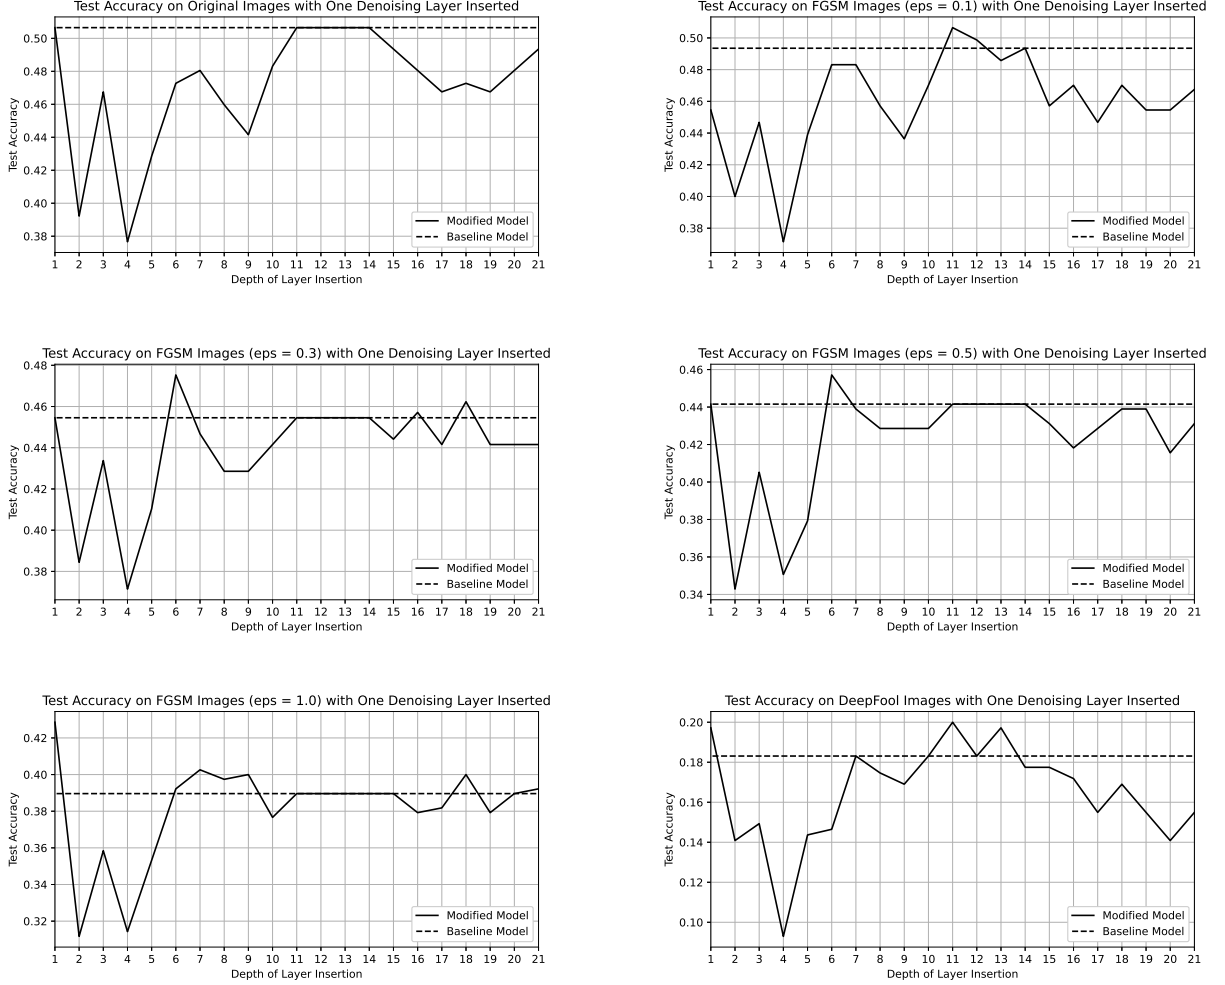 Test Accuracy on Original Images with One Denoising Layer Inserted
Test Accuracy
0.50
0.48
0.46
0.44
0.42
0.40
0.38
Modified Model
Baseline Model
1 2 3 4 5 6 7 8 9 10 11 12 13 14 15 16 17 18 19 20 21
Depth of Layer Insertion
Test Accuracy on FGSM Images (eps = 0.1) with One Denoising Layer Inserted
Test Accuracy
0.50
0.48
0.46
0.44
0.42
0.40
0.38
Modified Model
Baseline Model
1 2 3 4 5 6 7 8 9 10 11 12 13 14 15 16 17 18 19 20 21
Depth of Layer Insertion
Test Accuracy on FGSM Images (eps = 0.3) with One Denoising Layer Inserted
Test Accuracy
0.48
0.46
0.44
0.42
0.40
0.38
Modified Model
Baseline Model
1 2 3 4 5 6 7 8 9 10 11 12 13 14 15 16 17 18 19 20 21
Depth of Layer Insertion
Test Accuracy on FGSM Images (eps = 0.5) with One Denoising Layer Inserted
Test Accuracy
0.46
0.44
0.42
0.40
0.38
0.36
0.34
Modified Model
Baseline Model
1 2 3 4 5 6 7 8 9 10 11 12 13 14 15 16 17 18 19 20 21
Depth of Layer Insertion
Test Accuracy on FGSM Images (eps = 1.0) with One Denoising Layer Inserted
Test Accuracy
0.42
0.40
0.38
0.36
0.34
0.32
Modified Model
Baseline Model
1 2 3 4 5 6 7 8 9 10 11 12 13 14 15 16 17 18 19 20 21
Depth of Layer Insertion
Test Accuracy on DeepFool Images with One Denoising Layer Inserted
Test Accuracy
0.20
0.18
0.16
0.14
0.12
0.10
Modified Model
Baseline Model
1 2 3 4 5 6 7 8 9 10 11 12 13 14 15 16 17 18 19 20 21
Depth of Layer Insertion